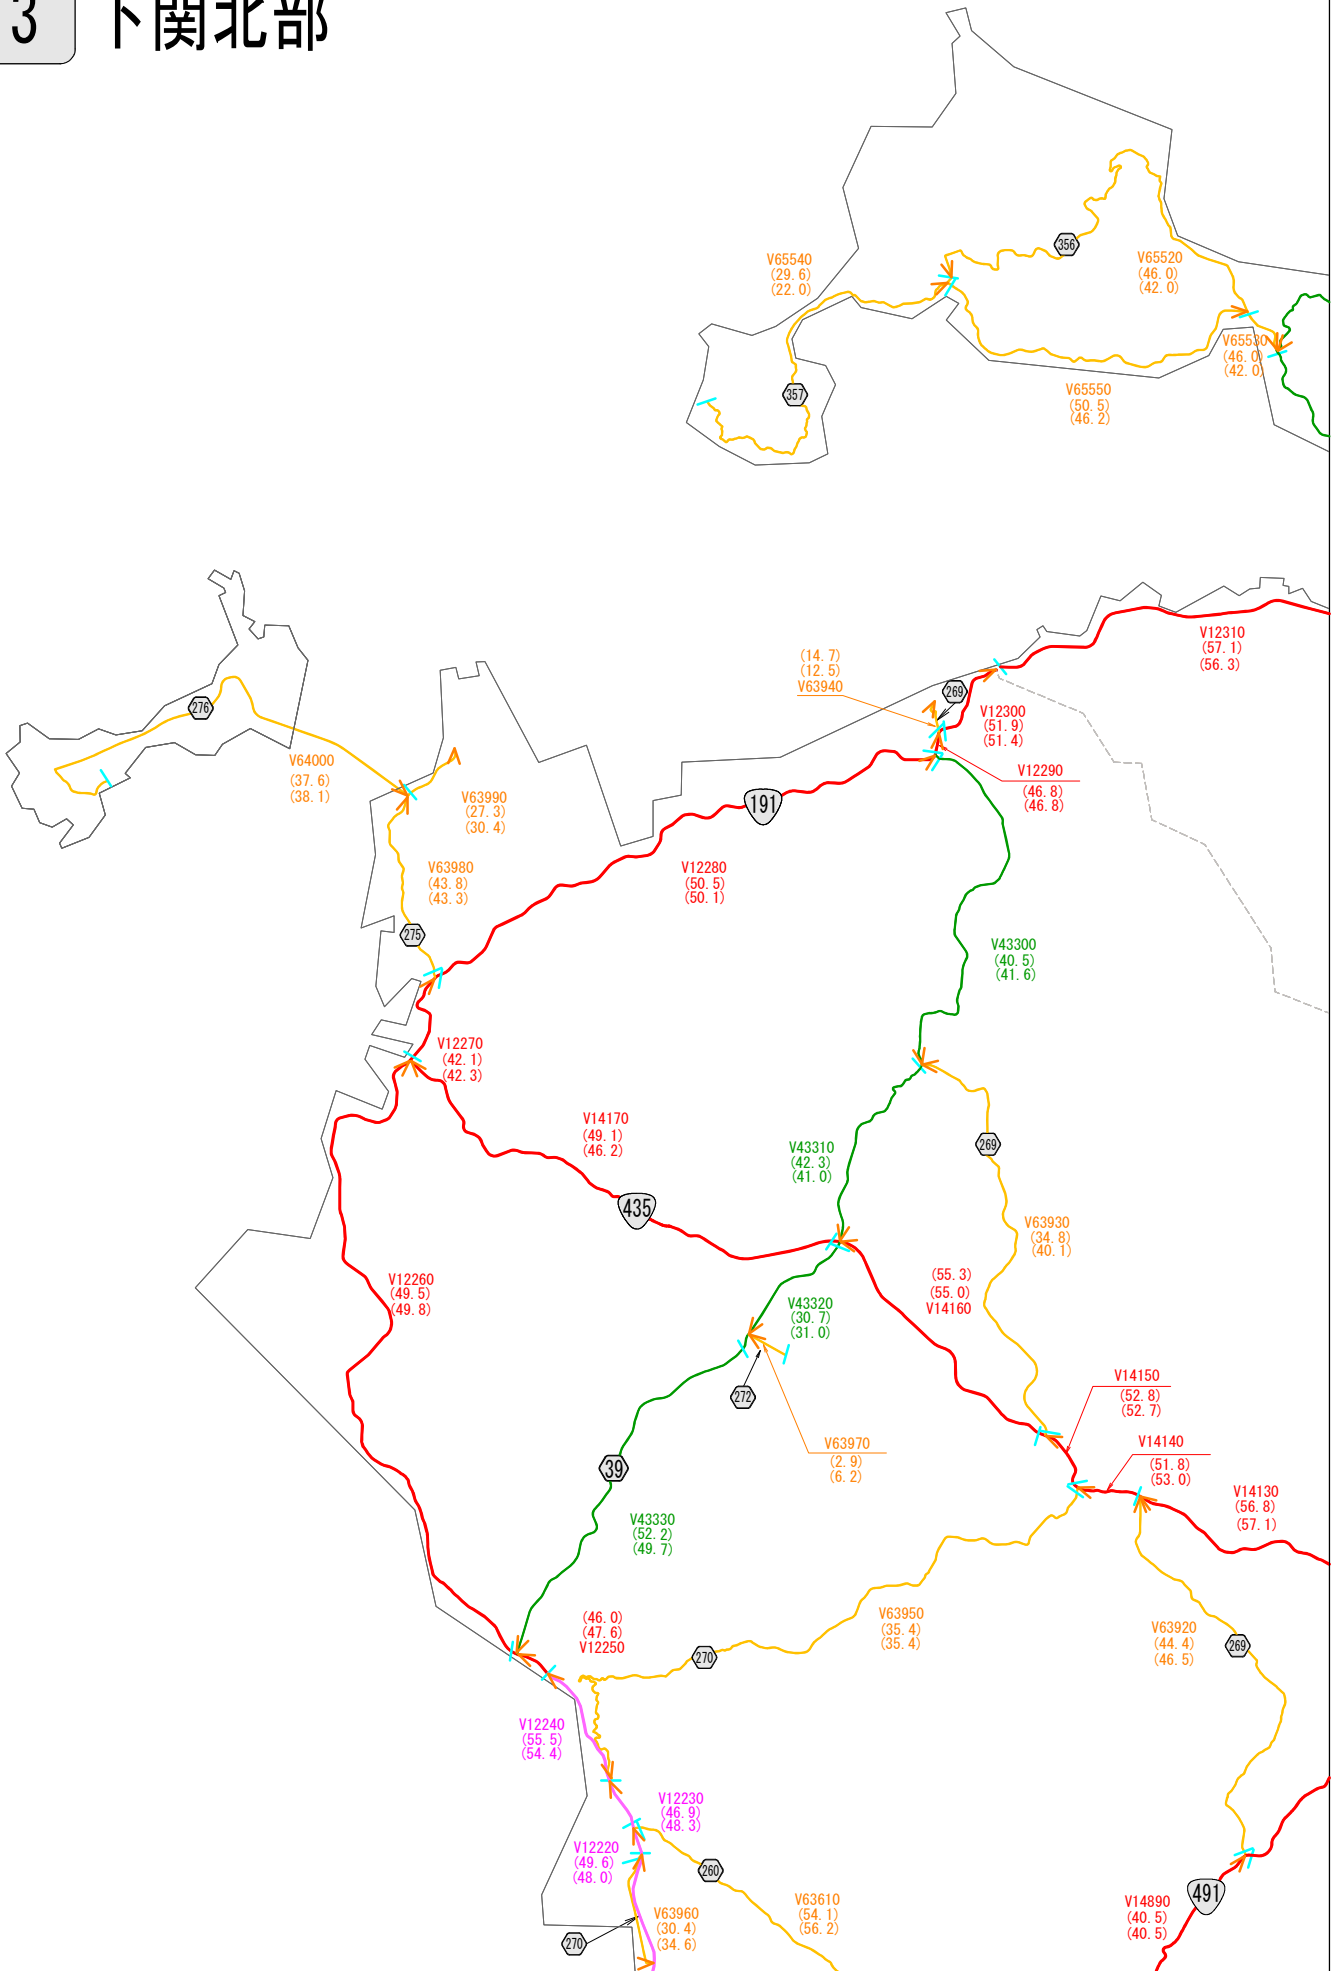 3 下関北部
356
V65540
(29.6)
(22.0)
V65520
(46.0)
(42.0)
V65530
(46.0)
(42.0)
357
V65550
(50.5)
(46.2)
V12310
(57.1)
(56.3)
(14.7)
(12.5)
V63940
269
V12300
(51.9)
(51.4)
276
V64000
(37.6)
(38.1)
V12290
(46.8)
(46.8)
V63990
(27.3)
(30.4)
191
V63980
(43.8)
(43.3)
V12280
(50.5)
(50.1)
275
V43300
(40.5)
(41.6)
V12270
(42.1)
(42.3)
V14170
(49.1)
(46.2)
V43310
(42.3)
(41.0)
269
435
V63930
(34.8)
(40.1)
V12260
(49.5)
(49.8)
(55.3)
(55.0)
V14160
V43320
(30.7)
(31.0)
272
V14150
(52.8)
(52.7)
V63970
(2.9)
(6.2)
V14140
(51.8)
(53.0)
39
V14130
(56.8)
(57.1)
V43330
(52.2)
(49.7)
(46.0)
(47.6)
V12250
V63950
(35.4)
(35.4)
V63920
(44.4)
(46.5)
269
270
V12240
(55.5)
(54.4)
V12230
(46.9)
(48.3)
V12220
(49.6)
(48.0)
260
491
V63610
(54.1)
(56.2)
V14890
(40.5)
(40.5)
V63960
(30.4)
(34.6)
270